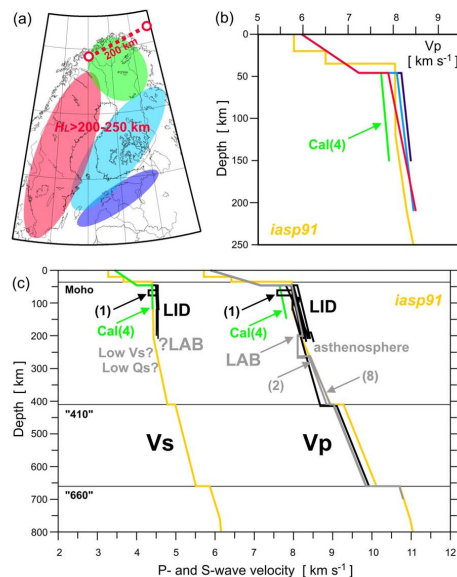 (a)
200 km
HL>200-250 km
(b)
5 6 7 8 9
Vp
[ km s-1 ]
0
50
100
150
200
250
Depth [ km ]
Cal(4)
iasp91
(c)
0
100
200
300
400
500
600
700
800
Depth [ km ]
Moho
iasp91
(1)
LID
(1)
LID
Cal(4)
Cal(4)
?LAB
Low Vs?
Low Qs?
LAB
asthenosphere
(2)
(8)
"410"
Vs
Vp
"660"
2 3 4 5 6 7 8 9 10 11 12
P- and S-wave velocity [ km s-1 ]